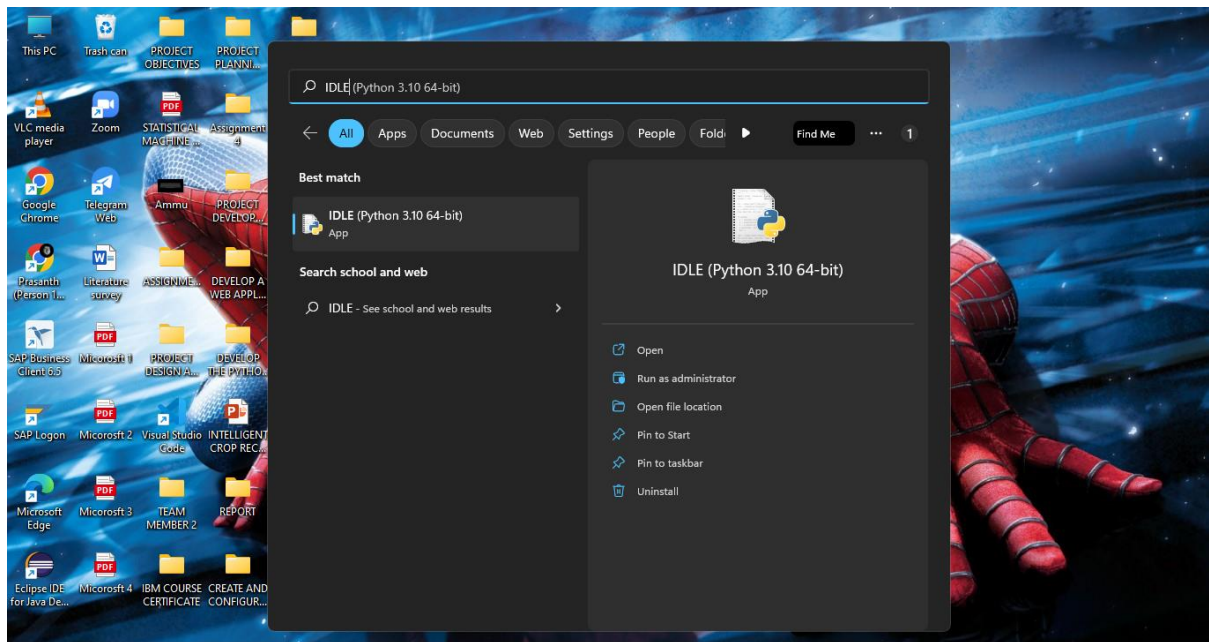 This PC
Trash can
PROJECT
OBJECTIVES
PROJECT
PLANNI...
VLC media
player
Zoom
STATISTICAL
MACHINE ...
Assignment
4
Google
Chrome
Telegram
Web
Ammu
PROJECT
DEVELOP...
Prasanth
(Person 1...
Literature
survey
ASSIGNME...
DEVELOP A
WEB APPL...
SAP Business
Client 6.5
Micorosft 1
PROJECT
DESIGN A...
DEVELOP
THE PYTHO...
SAP Logon
Micorosft 2
Visual Studio
Code
INTELLIGENT
CROP REC...
Microsoft
Edge
Micorosft 3
TEAM
MEMBER 2
REPORT
Eclipse IDE
for Java De...
Micorosft 4
IBM COURSE
CERTIFICATE
CREATE AND
CONFIGUR...
IDLE (Python 3.10 64-bit)
All Apps Documents Web Settings People Fold Find Me ... 1
Best match
IDLE (Python 3.10 64-bit)
App
Search school and web
IDLE - See school and web results
IDLE (Python 3.10 64-bit)
App
Open
Run as administrator
Open file location
Pin to Start
Pin to taskbar
Uninstall
PDF
PDF
PDF
PDF
PDF